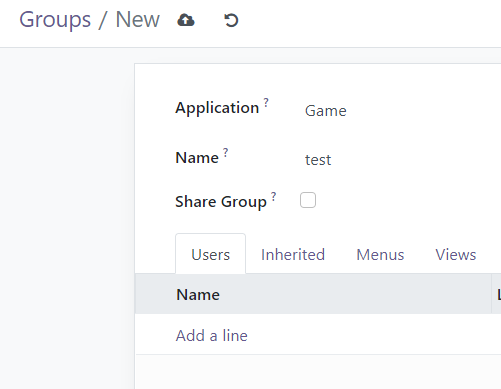 Groups / New
Application ? Game
Name ? test
Share Group ?
Users Inherited Menus Views
Name
Add a line